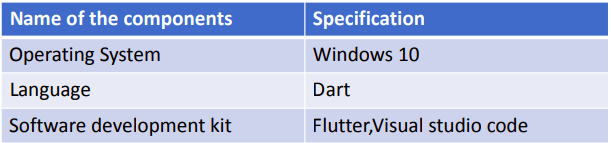 Name of the components Specification
Operating System Windows 10
Language Dart
Software development kit Flutter,Visual studio code